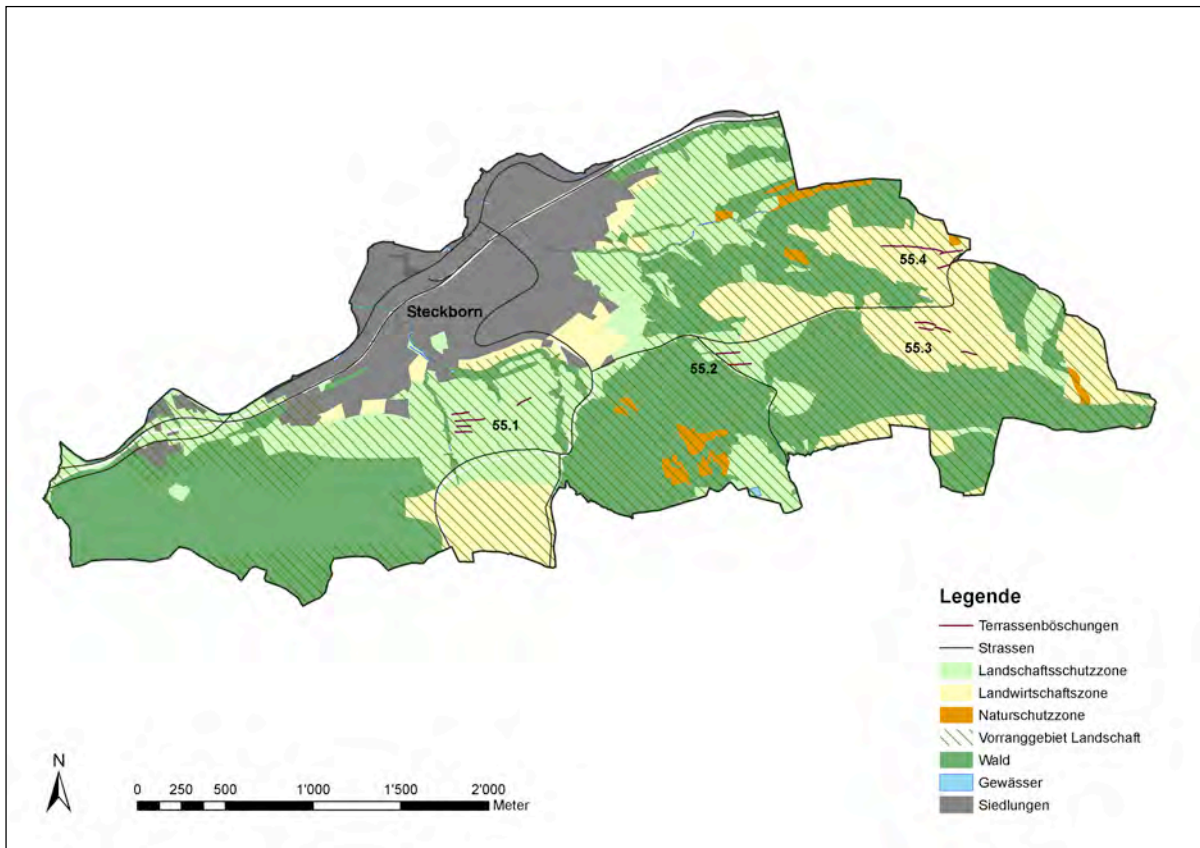 Steckborn
55.4
55.3
55.2
55.1
Legende
Terrassenböschungen
Strassen
Landschaftsschutzzone
Landwirtschaftszone
Naturschutzzone
Vorranggebiet Landschaft
Wald
Gewässer
Siedlungen
N
0 250 500 1'000 1'500 2'000
Meter